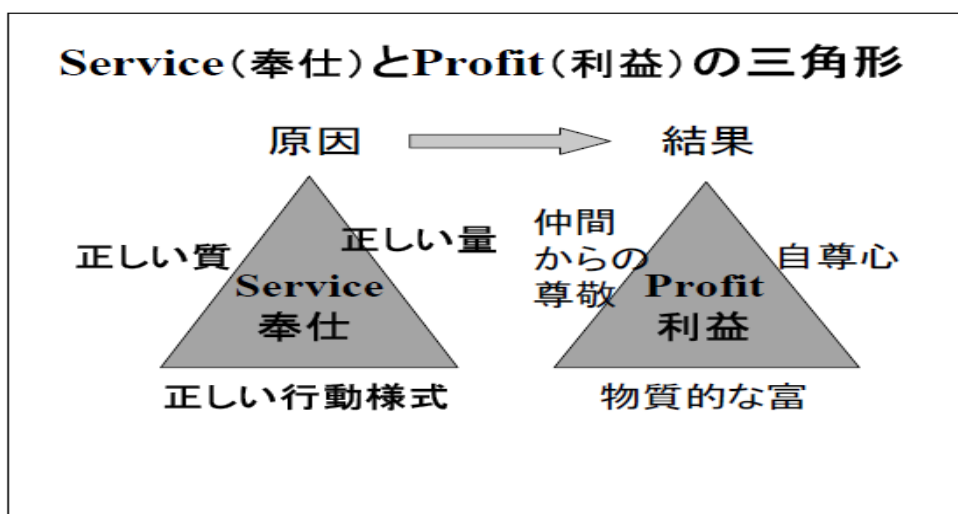 Service(奉仕)とProfit(利益)の三角形
原因
結果
正しい質
正しい量
Service
奉仕
正しい行動様式
仲間
からの
尊敬
自尊心
Profit
利益
物質的な富